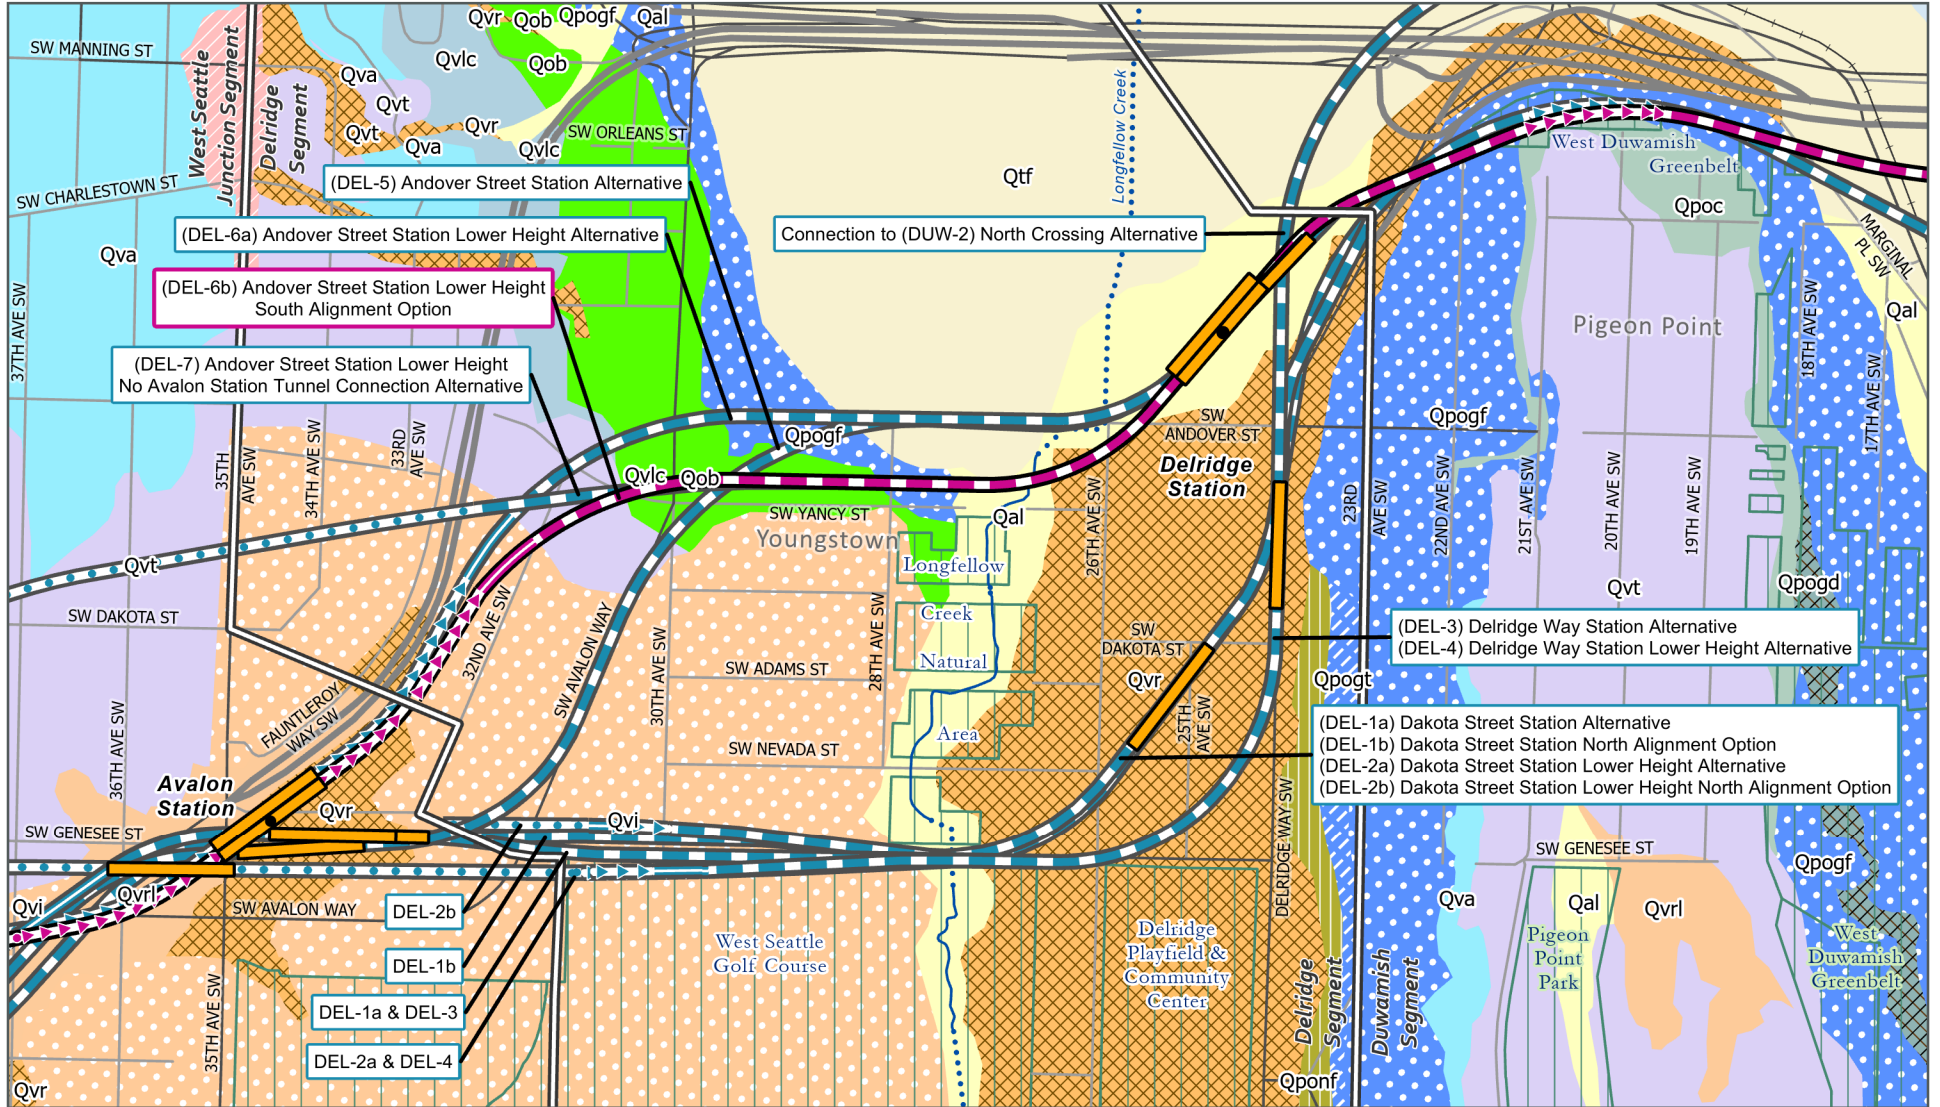 Qvr
Qob
Qpogf
Qal
SW MANNING ST
West Seattle
Junction Segment
Delridge
Segment
Qva
Qvt
Qvlc
Qob
Qvt
Qva
Qvr
Qvlc
SW ORLEANS ST
Longfellow Creek
Qtf
West Duwamish
Greenbelt
Qpoc
SW CHARLESTOWN ST
(DEL-5) Andover Street Station Alternative
(DEL-6a) Andover Street Station Lower Height Alternative
Connection to (DUW-2) North Crossing Alternative
Qva
(DEL-6b) Andover Street Station Lower Height
South Alignment Option
(DEL-7) Andover Street Station Lower Height
No Avalon Station Tunnel Connection Alternative
MARGINAL
PL SW
Qal
Pigeon Point
37TH AVE SW
18TH AVE SW
17TH AVE SW
35TH
AVE SW
34TH AVE SW
33RD
AVE SW
Qpogf
SW
ANDOVER ST
Qpogf
Delridge
Station
Qvlc
Qob
SW YANCY ST
Youngstown
Qal
26TH AVE SW
23RD
AVE SW
22ND AVE SW
21ST AVE SW
20TH AVE SW
19TH AVE SW
Qvt
Longfellow
Creek
Natural
Area
Qvt
Qpogd
SW DAKOTA ST
32ND AVE SW
SW AVALON WAY
30TH AVE SW
28TH AVE SW
SW ADAMS ST
SW NEVADA ST
SW
DAKOTA ST
Qvr
25TH
AVE SW
(DEL-3) Delridge Way Station Alternative
(DEL-4) Delridge Way Station Lower Height Alternative
Qpogt
(DEL-1a) Dakota Street Station Alternative
(DEL-1b) Dakota Street Station North Alignment Option
(DEL-2a) Dakota Street Station Lower Height Alternative
(DEL-2b) Dakota Street Station Lower Height North Alignment Option
36TH AVE SW
FAUNTLEROY
WAY SW
Avalon
Station
Qvr
Qvi
SW GENESEE ST
DELRIDGE WAY SW
SW GENESEE ST
Qpogf
Qvrl
Qvi
SW AVALON WAY
DEL-2b
DEL-1b
DEL-1a & DEL-3
DEL-2a & DEL-4
35TH AVE SW
Qvr
West Seattle
Golf Course
Delridge
Playfield &
Community
Center
Delridge
Segment
Duwamish
Segment
Qponf
Qva
Qal
Qvrl
Pigeon
Point
Park
West
Duwamish
Greenbelt